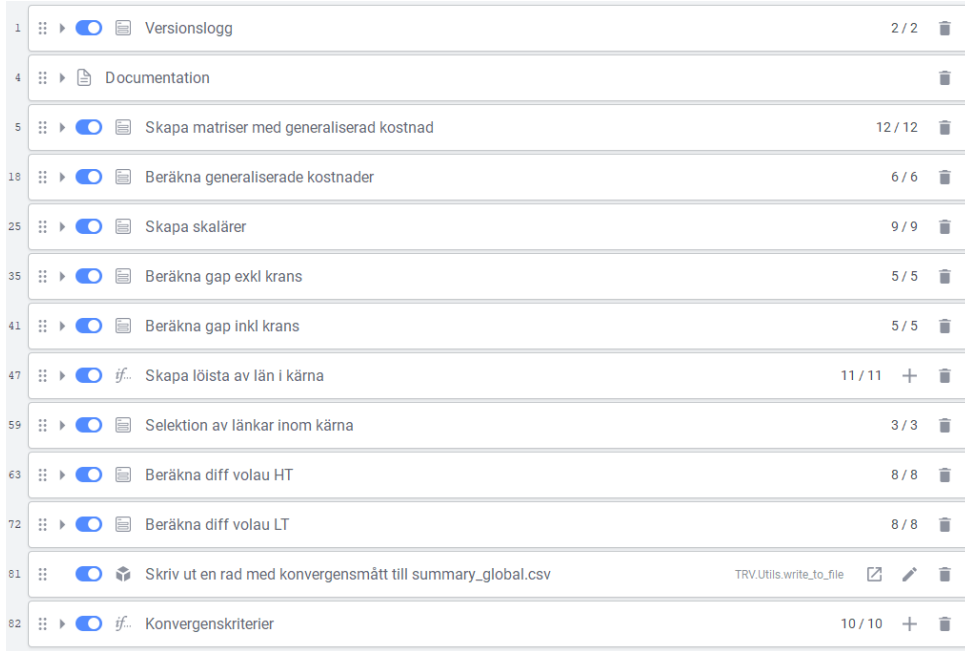 1 Versionslogg 2 / 2
4 Documentation
5 Skapa matriser med generaliserad kostnad 12 / 12
18 Beräkna generaliserade kostnader 6 / 6
25 Skapa skalärer 9 / 9
35 Beräkna gap exkl krans 5 / 5
41 Beräkna gap inkl krans 5 / 5
47 if... Skapa löista av län i kärna 11 / 11
59 Selektion av länkar inom kärna 3 / 3
63 Beräkna diff volau HT 8 / 8
72 Beräkna diff volau LT 8 / 8
81 Skriv ut en rad med konvergensmått till summary_global.csv TRV.Utils.write_to_file
82 if... Konvergenskriterier 10 / 10